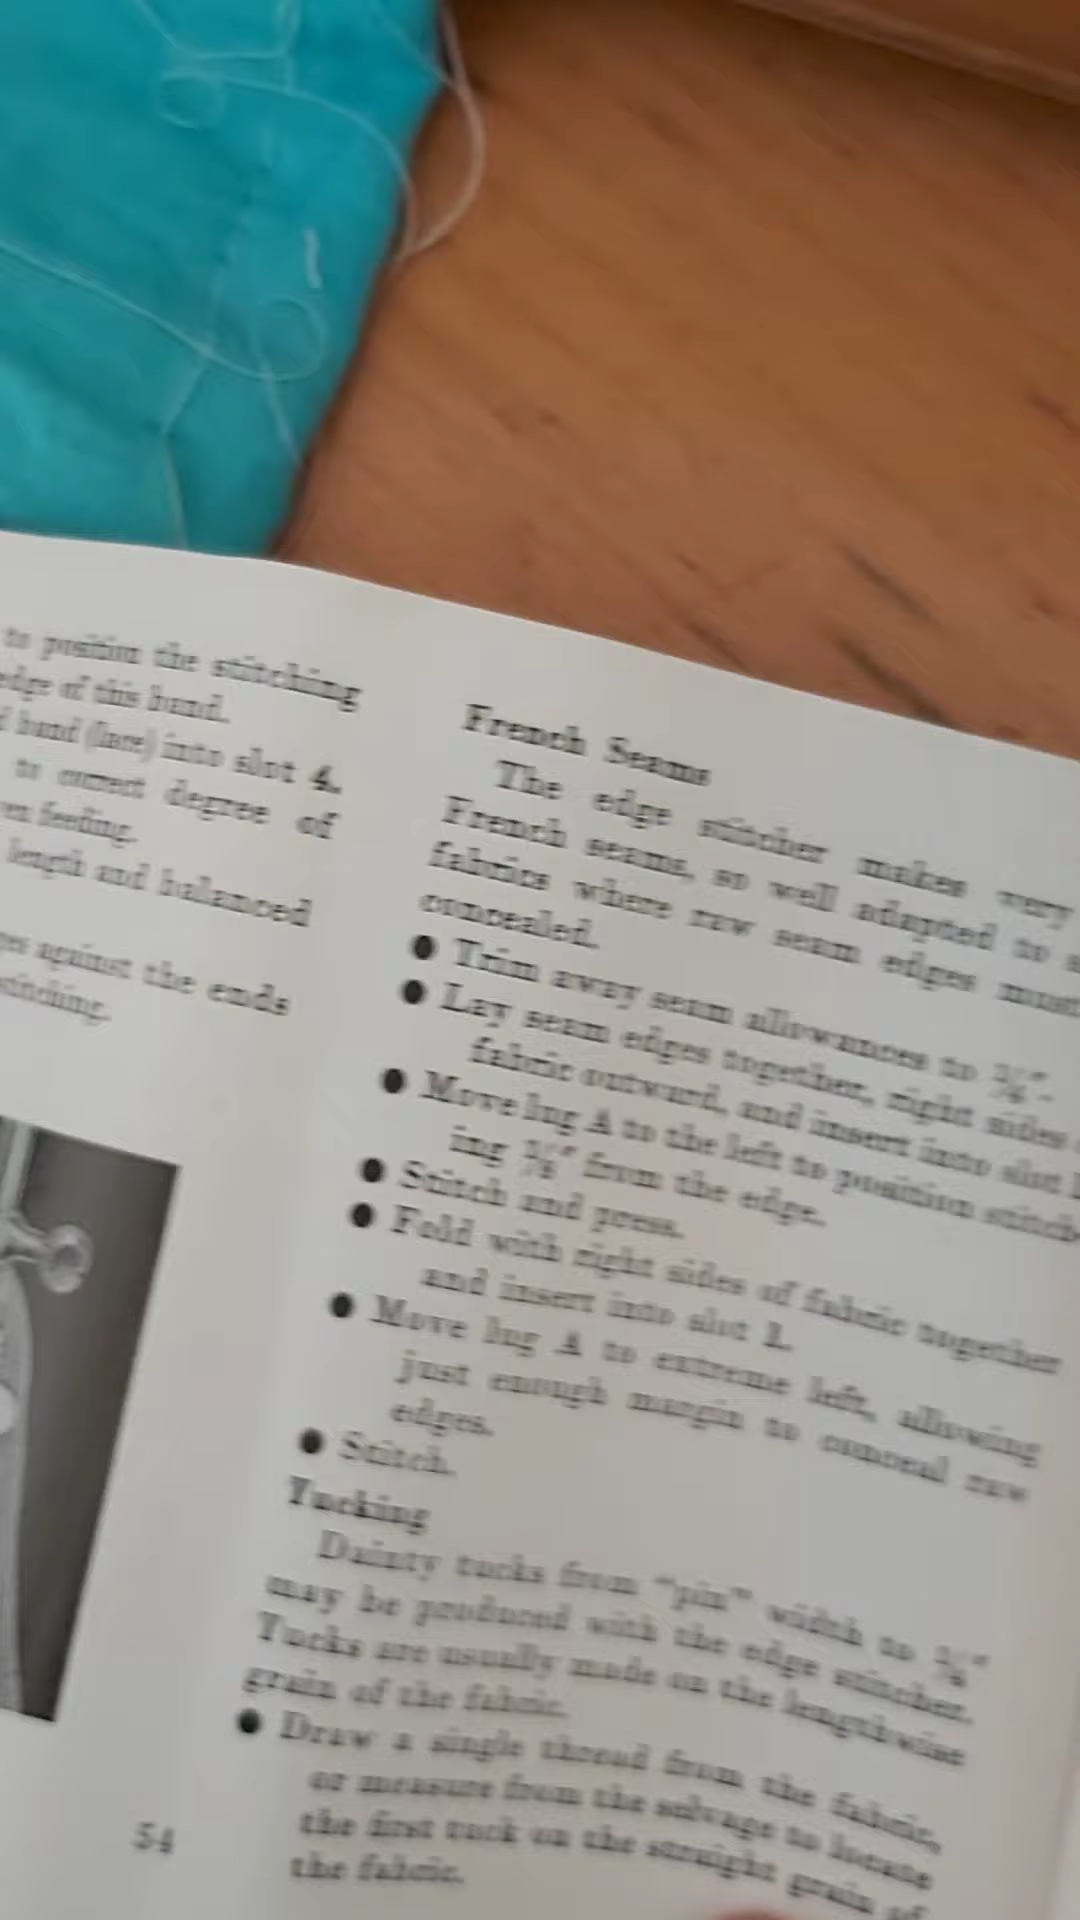 to position the stitching
edge of this band.
band (lace) into slot 4.
to correct degree of
feeding.
length and balanced
against the ends
stitching.
54
French Seams
The edge stitcher makes very
French seams, so well adapted to
fabrics where raw seam edges must
concealed.
● Trim away seam allowances to
● Lay seam edges together, right sides
fabric outward, and insert into slot
● Move lug A to the left to position stitch-
ing 1/8" from the edge.
● Stitch and press.
● Fold with right sides of fabric together
and insert into slot 1.
● Move lug A to extreme left, allowing
just enough margin to conceal raw
edges.
● Stitch.
Tucking
Dainty tucks from "pin" width to
may be produced with the edge stitcher.
Tucks are usually made on the lengthwise
grain of the fabric.
● Draw a single thread from the fabric,
or measure from the selvage to locate
the first tuck on the straight grain of
the fabric.